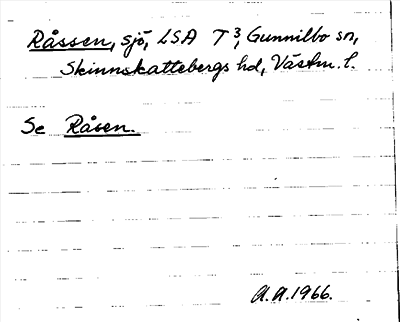 Råssen, sjö, LSA T³, Gunnilbo sn,
Skinnskattebergs hd, Västm. l.
Se Råsen.
A.A. 1966.